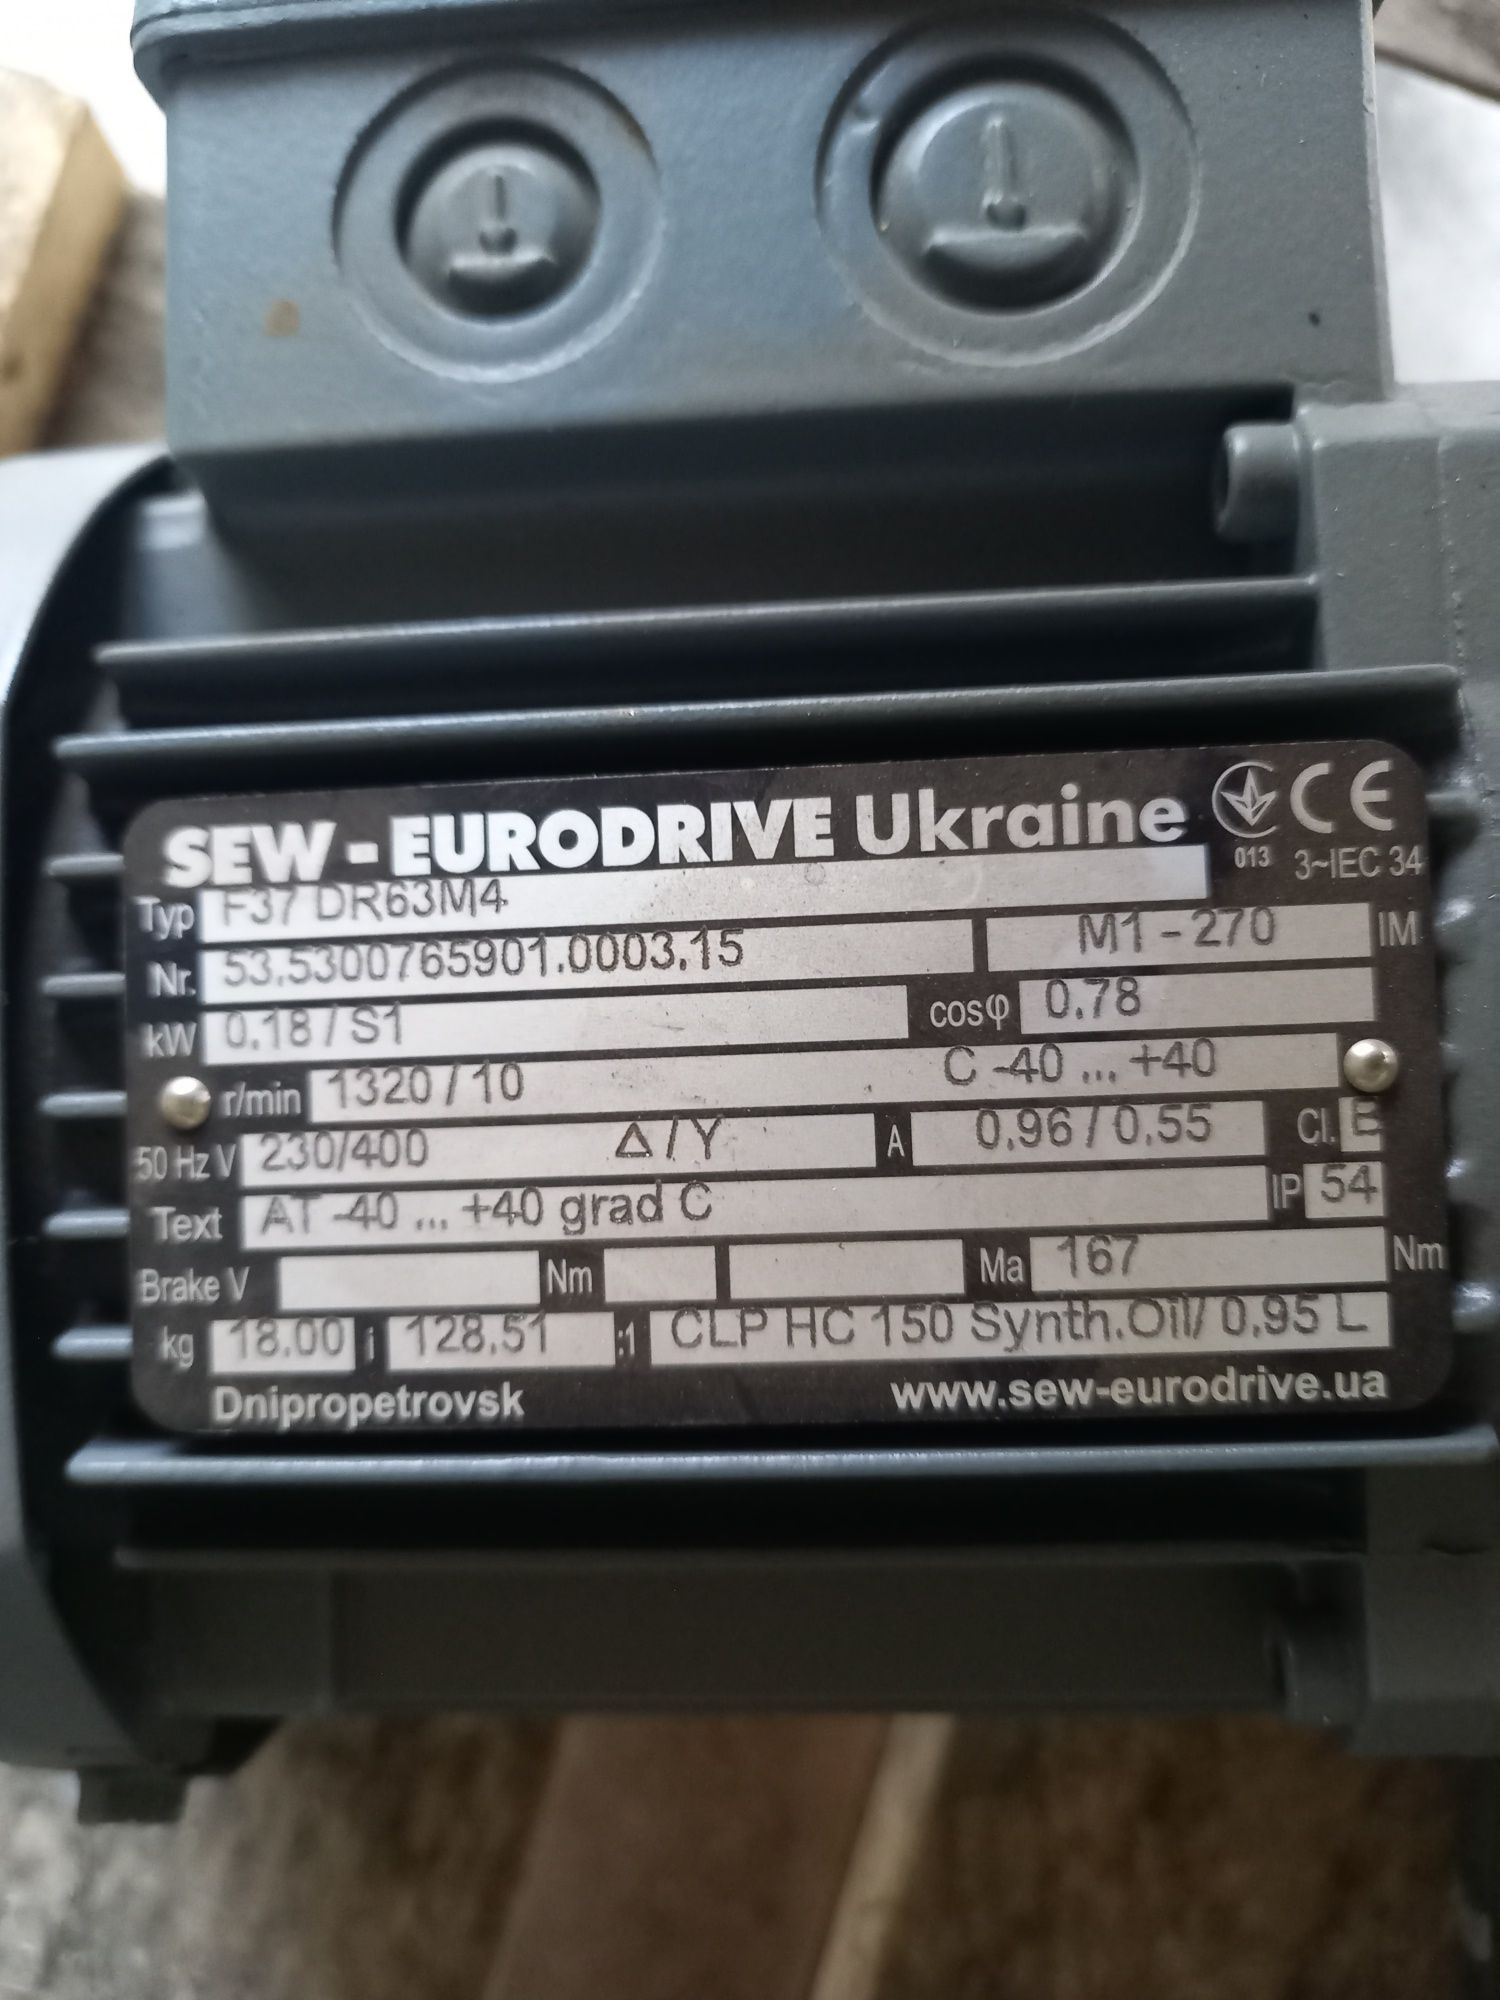 SEW-EURODRIVE Ukraine CE
013 3~IEC 34
Typ F37 DR63M4
Nr. 53.5300765901.0003.15 M1 - 270 IM
kW 0.18 / S1 cosφ 0.78
r/min 1320 / 10 C -40 ... +40
50 Hz V 230/400 Δ / Y A 0.96 / 0.55 Cl. B
Text AT -40 ... +40 grad C IP 54
Brake V Nm Ma 167 Nm
kg 18.00 i 128.51 :1 CLP HC 150 Synth.Oil/ 0.95 L
Dnipropetrovsk www.sew-eurodrive.ua